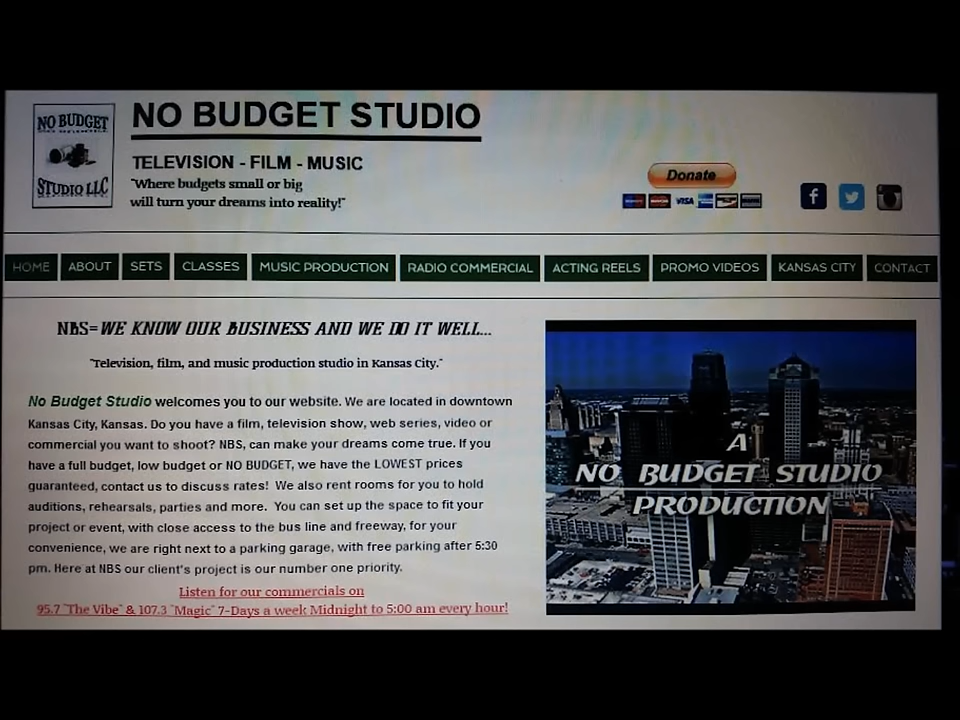 NO BUDGET
STUDIO LLC
NO BUDGET STUDIO
TELEVISION - FILM - MUSIC
"Where budgets small or big
will turn your dreams into reality!"
Donate
VISA
HOME ABOUT SETS CLASSES MUSIC PRODUCTION RADIO COMMERCIAL ACTING REELS PROMO VIDEOS KANSAS CITY CONTACT
NBS=WE KNOW OUR BUSINESS AND WE DO IT WELL...
"Television, film, and music production studio in Kansas City."
No Budget Studio welcomes you to our website. We are located in downtown
Kansas City, Kansas. Do you have a film, television show, web series, video or
commercial you want to shoot? NBS, can make your dreams come true. If you
have a full budget, low budget or NO BUDGET, we have the LOWEST prices
guaranteed, contact us to discuss rates! We also rent rooms for you to hold
auditions, rehearsals, parties and more. You can set up the space to fit your
project or event, with close access to the bus line and freeway, for your
convenience, we are right next to a parking garage, with free parking after 5:30
pm. Here at NBS our client's project is our number one priority.
Listen for our commercials on
95.7 "The Vibe" & 107.3 "Magic" 7-Days a week Midnight to 5:00 am every hour!
A
NO BUDGET STUDIO
PRODUCTION